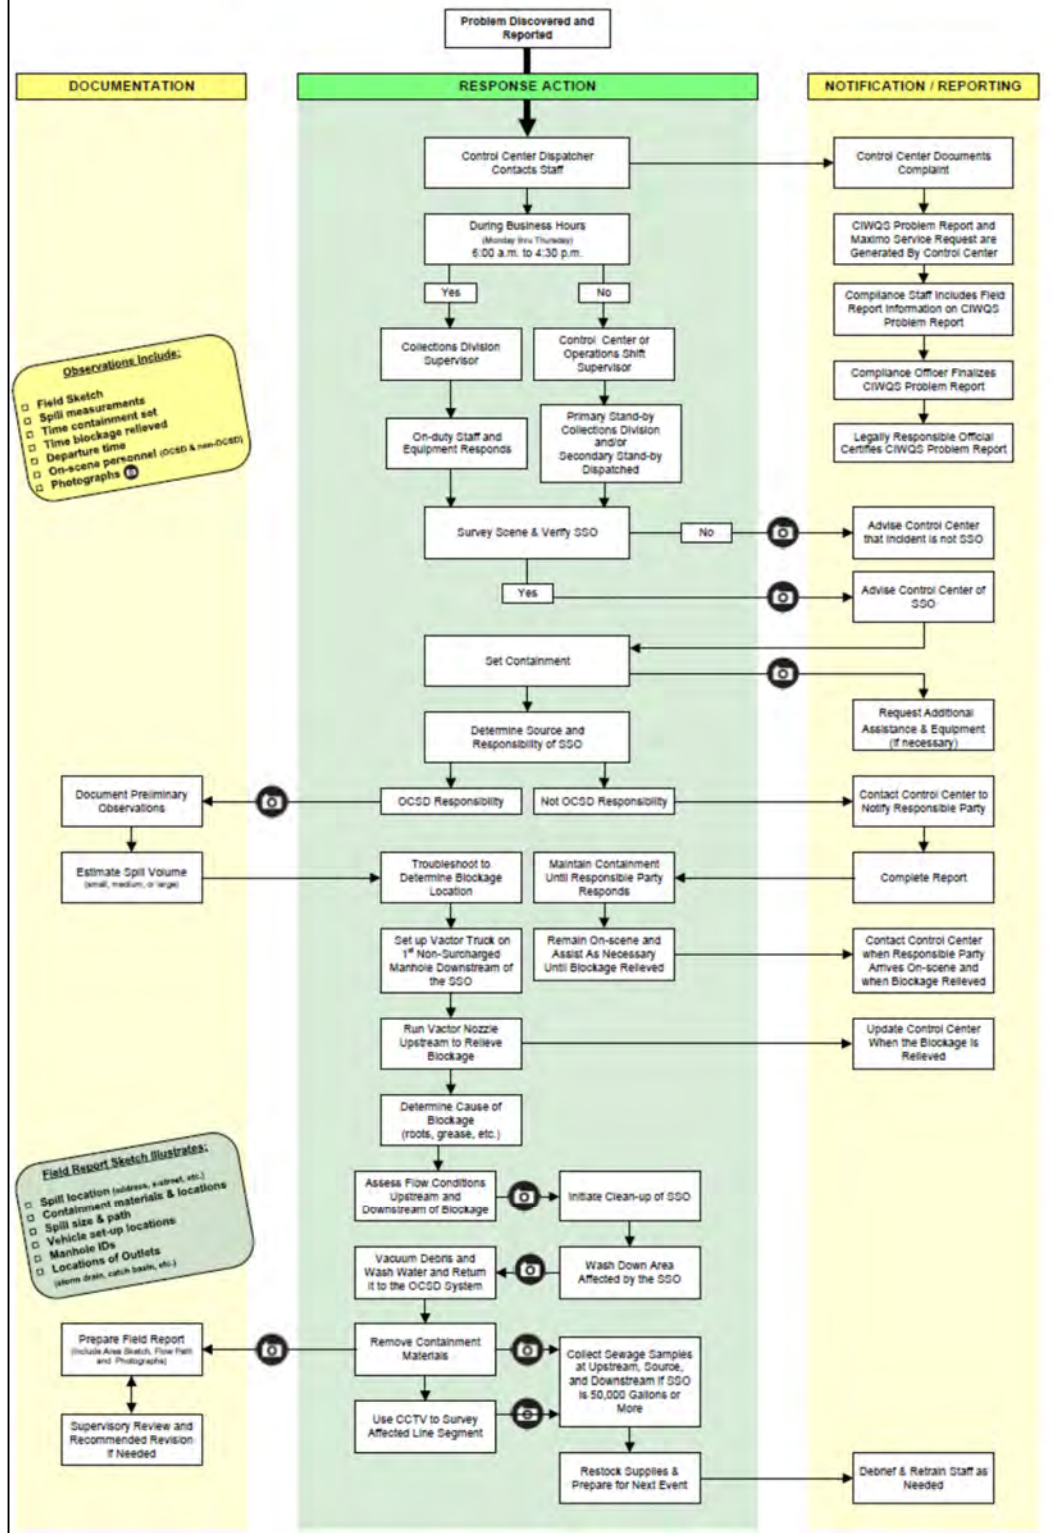 Problem Discovered and
Reported
DOCUMENTATION
RESPONSE ACTION
NOTIFICATION / REPORTING
Control Center Dispatcher
Contacts Staff
Control Center Documents
Complaint
During Business Hours
(Monday thru Thursday)
6:00 a.m. to 4:30 p.m.
CIWQS Problem Report and
Maximo Service Request are
Generated By Control Center
Yes
No
Compliance Staff Includes Field
Report Information on CIWQS
Problem Report
Collections Division
Supervisor
Control Center or
Operations Shift
Supervisor
Compliance Officer Finalizes
CIWQS Problem Report
Observations Include:
Field Sketch
Spill measurements
Time containment set
Time blockage relieved
Departure time
On-scene personnel (OCSD & non-OCSD)
Photographs
On-duty Staff and
Equipment Responds
Primary Stand-by
Collections Division
and/or
Secondary Stand-by
Dispatched
Legally Responsible Official
Certifies CIWQS Problem Report
Survey Scene & Verify SSO
No
Advise Control Center
that Incident is not SSO
Yes
Advise Control Center of
SSO
Set Containment
Request Additional
Assistance & Equipment
(if necessary)
Determine Source and
Responsibility of SSO
Document Preliminary
Observations
OCSD Responsibility
Not OCSD Responsibility
Contact Control Center to
Notify Responsible Party
Estimate Spill Volume
(small, medium, or large)
Troubleshoot to
Determine Blockage
Location
Maintain Containment
Until Responsible Party
Responds
Complete Report
Set up Vactor Truck on
1st Non-Surcharged
Manhole Downstream of
the SSO
Remain On-scene and
Assist As Necessary
Until Blockage Relieved
Contact Control Center
when Responsible Party
Arrives On-scene and
when Blockage Relieved
Run Vactor Nozzle
Upstream to Relieve
Blockage
Update Control Center
When the Blockage is
Relieved
Determine Cause of
Blockage
(roots, grease, etc.)
Field Report Sketch Illustrates:
Spill location (address, x-street, etc.)
Containment materials & locations
Spill size & path
Vehicle set-up locations
Manhole IDs
Locations of Outlets
(storm drain, catch basin, etc.)
Assess Flow Conditions
Upstream and
Downstream of Blockage
Initiate Clean-up of SSO
Vacuum Debris and
Wash Water and Return
it to the OCSD System
Wash Down Area
Affected by the SSO
Prepare Field Report
(Include Area Sketch, Flow Path
and Photographs)
Remove Containment
Materials
Collect Sewage Samples
at Upstream, Source,
and Downstream if SSO
is 50,000 Gallons or
More
Supervisory Review and
Recommended Revision
if Needed
Use CCTV to Survey
Affected Line Segment
Restock Supplies &
Prepare for Next Event
Debrief & Retrain Staff as
Needed